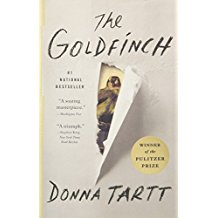 The
GOLDFINCH
#1
NATIONAL
BESTSELLER
"A soaring
masterpiece."
"A triumph."
WINNER
OF THE
PULITZER
PRIZE
DONNA TARTT